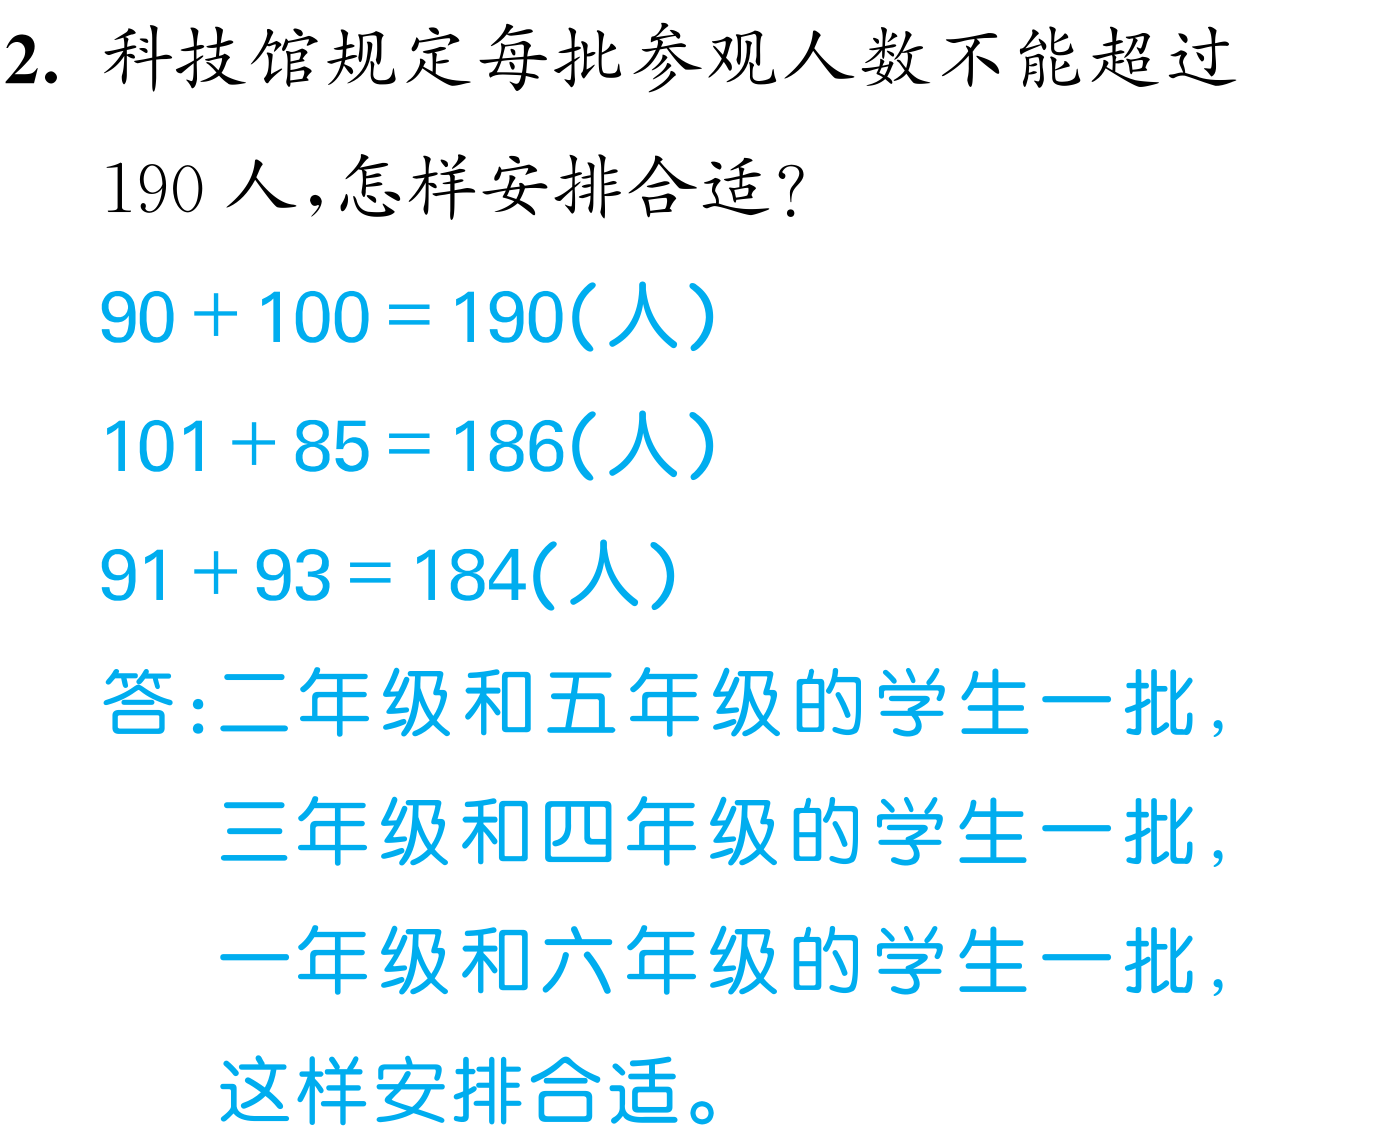 2. 科技馆规定每批参观人数不能超过
190 人,怎样安排合适?
90 + 100 = 190(人)
101 + 85 = 186(人)
91 + 93 = 184(人)
答:二年级和五年级的学生一批,
三年级和四年级的学生一批,
一年级和六年级的学生一批,
这样安排合适。